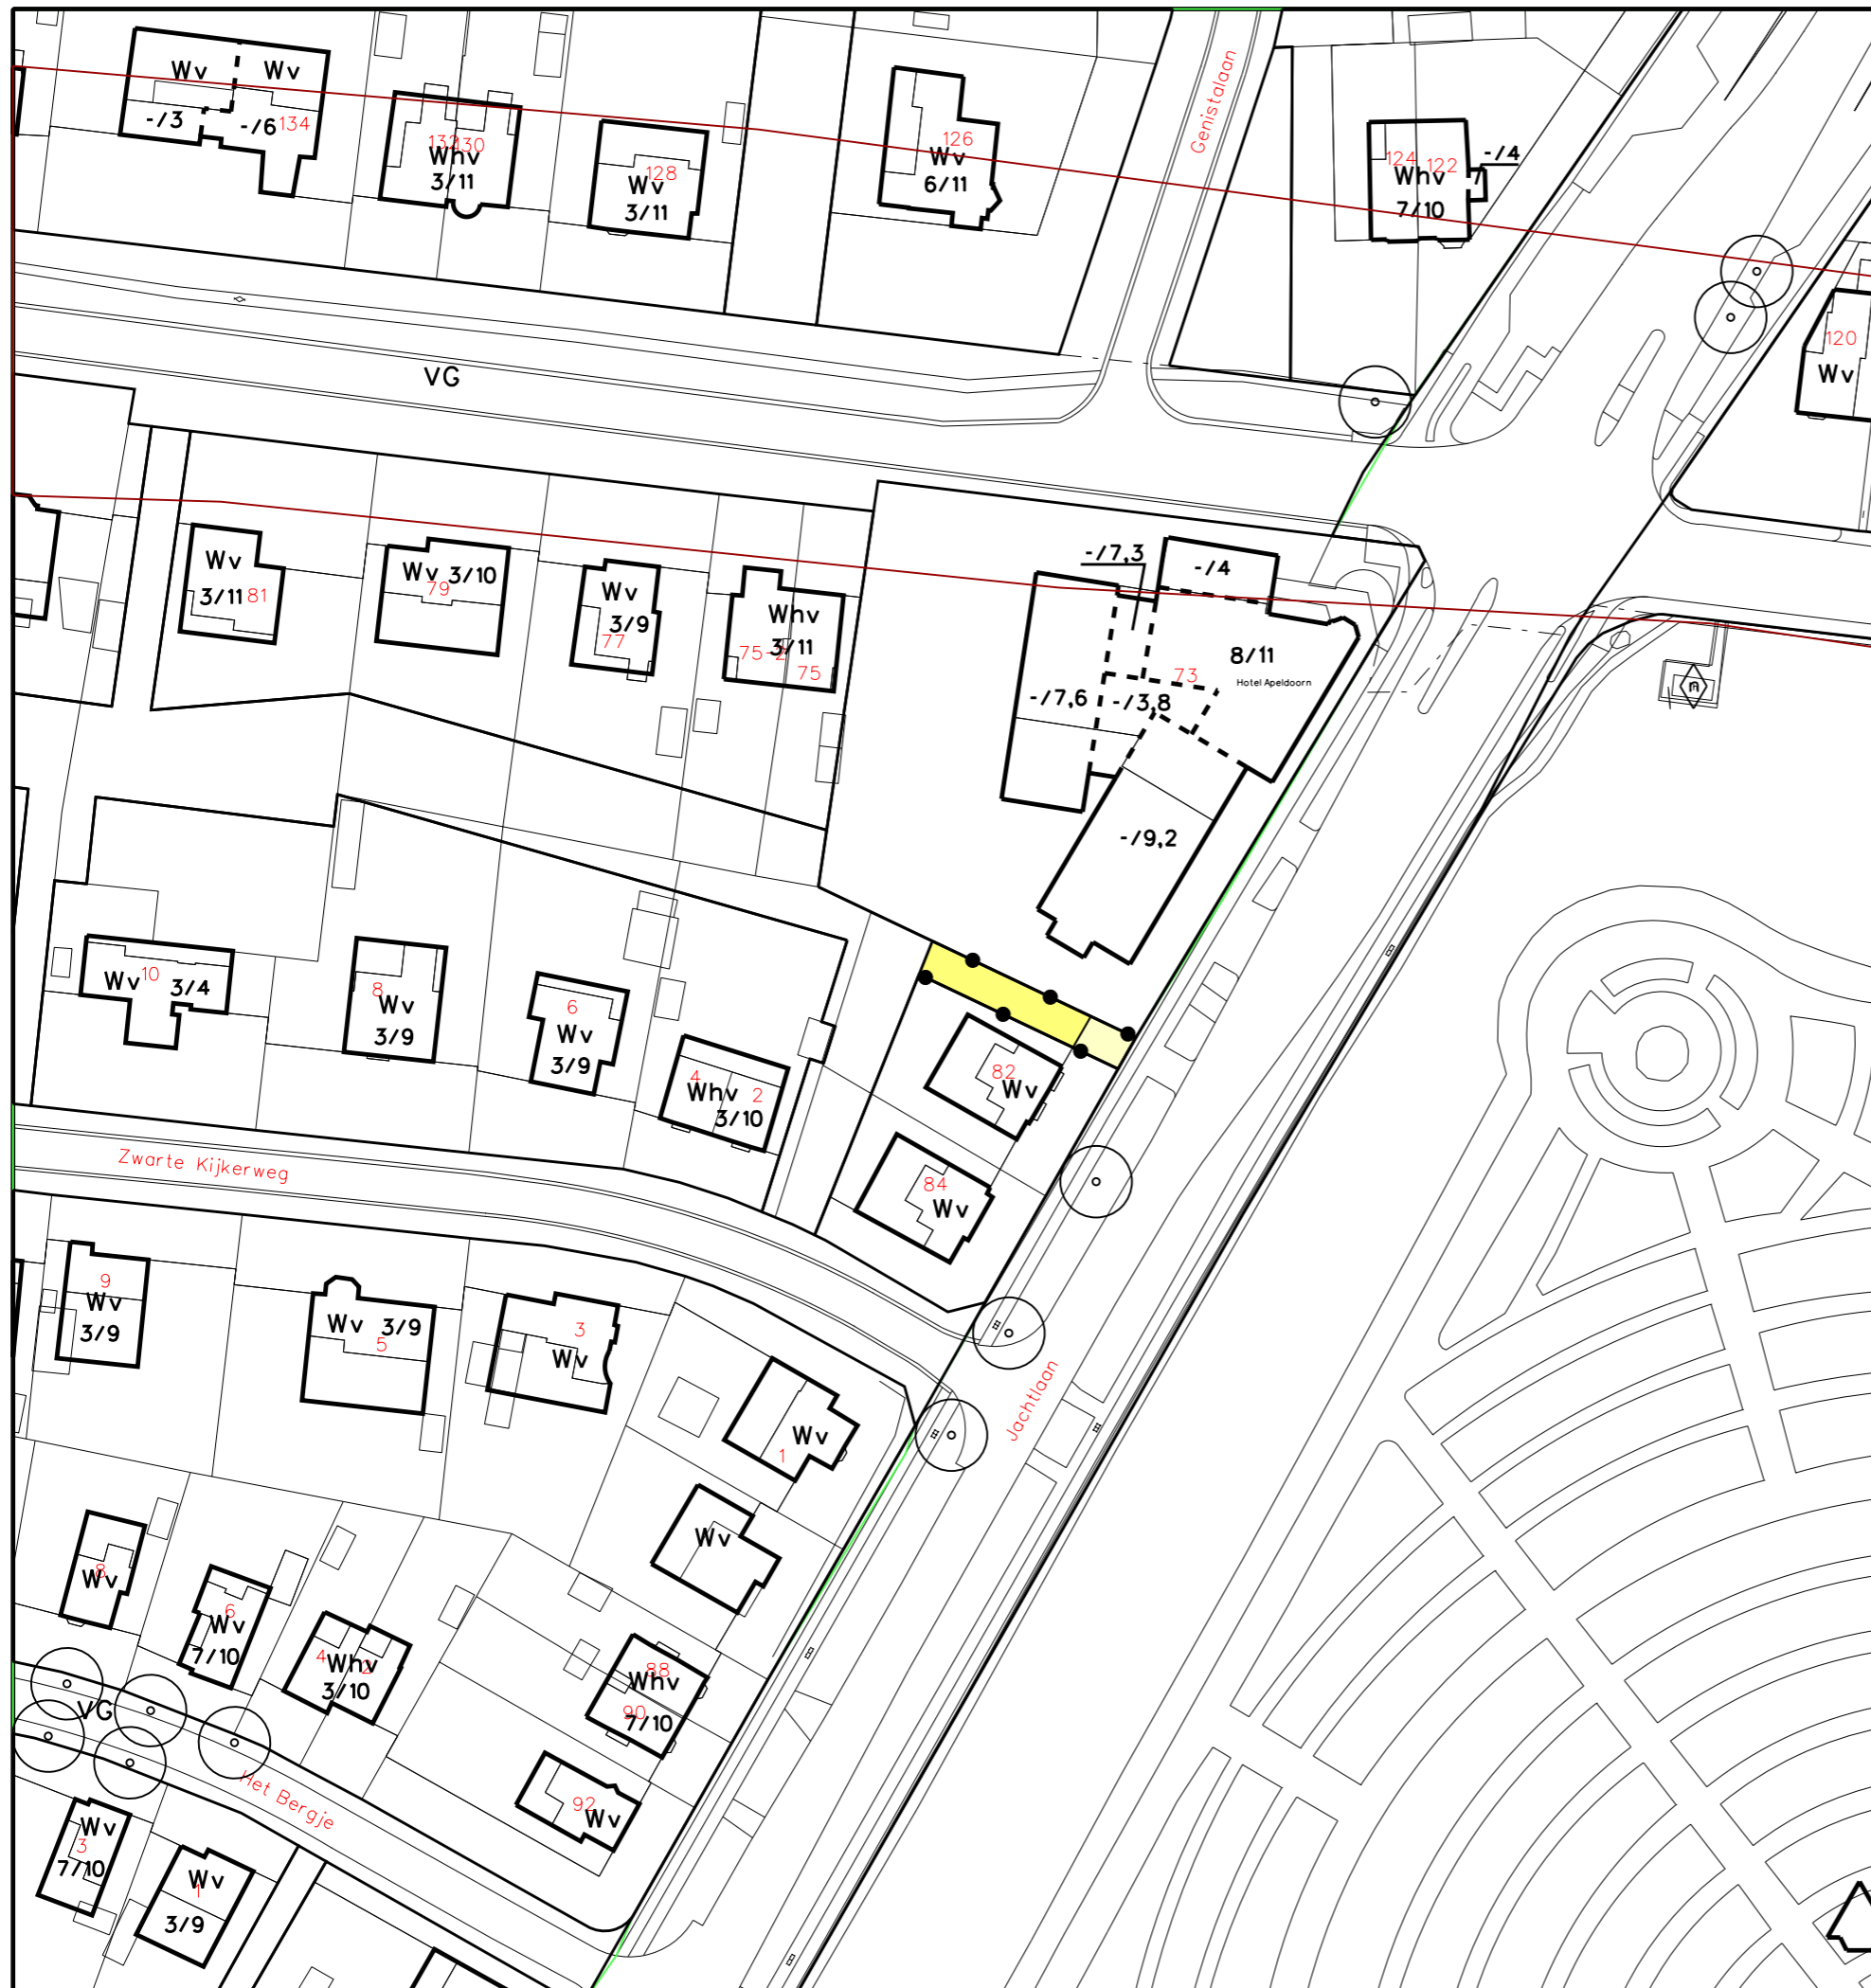 Wv
Wv
-/3
-/6
134
130
Whv
3/11
128
Wv
3/11
126
Wv
6/11
Genistalaan
124
122
Whv
7/10
-/4
120
Wv
VG
Wv
3/11
81
Wv
3/10
79
Wv
3/9
77
Whv
3/11
75-2
75
-/7,3
-/4
8/11
73
Hotel Apeldoorn
-/7,6
-/3,8
-/9,2
Wv
10
3/4
8
Wv
3/9
6
Wv
3/9
4
Whv
2
3/10
82
Wv
84
Wv
Zwarte Kijkerweg
9
Wv
3/9
Wv
3/9
5
3
Wv
Wv
1
Jachtlaan
Wv
8
Wv
6
Wv
7/10
4
Whv
2
3/10
88
Whv
90
7/10
92
Wv
VG
Het Bergje
Wv
3
7/10
Wv
1
3/9